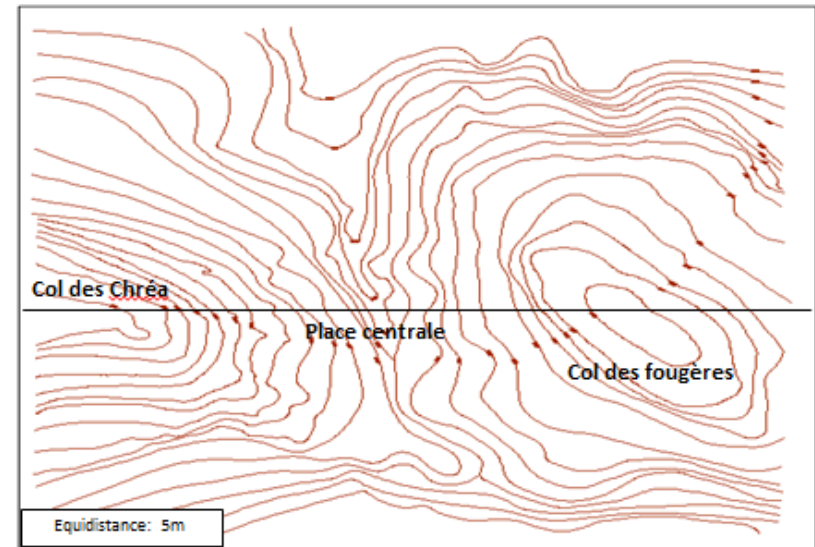 Col des Chréa
Place centrale
Col des fougères
Equidistance: 5m